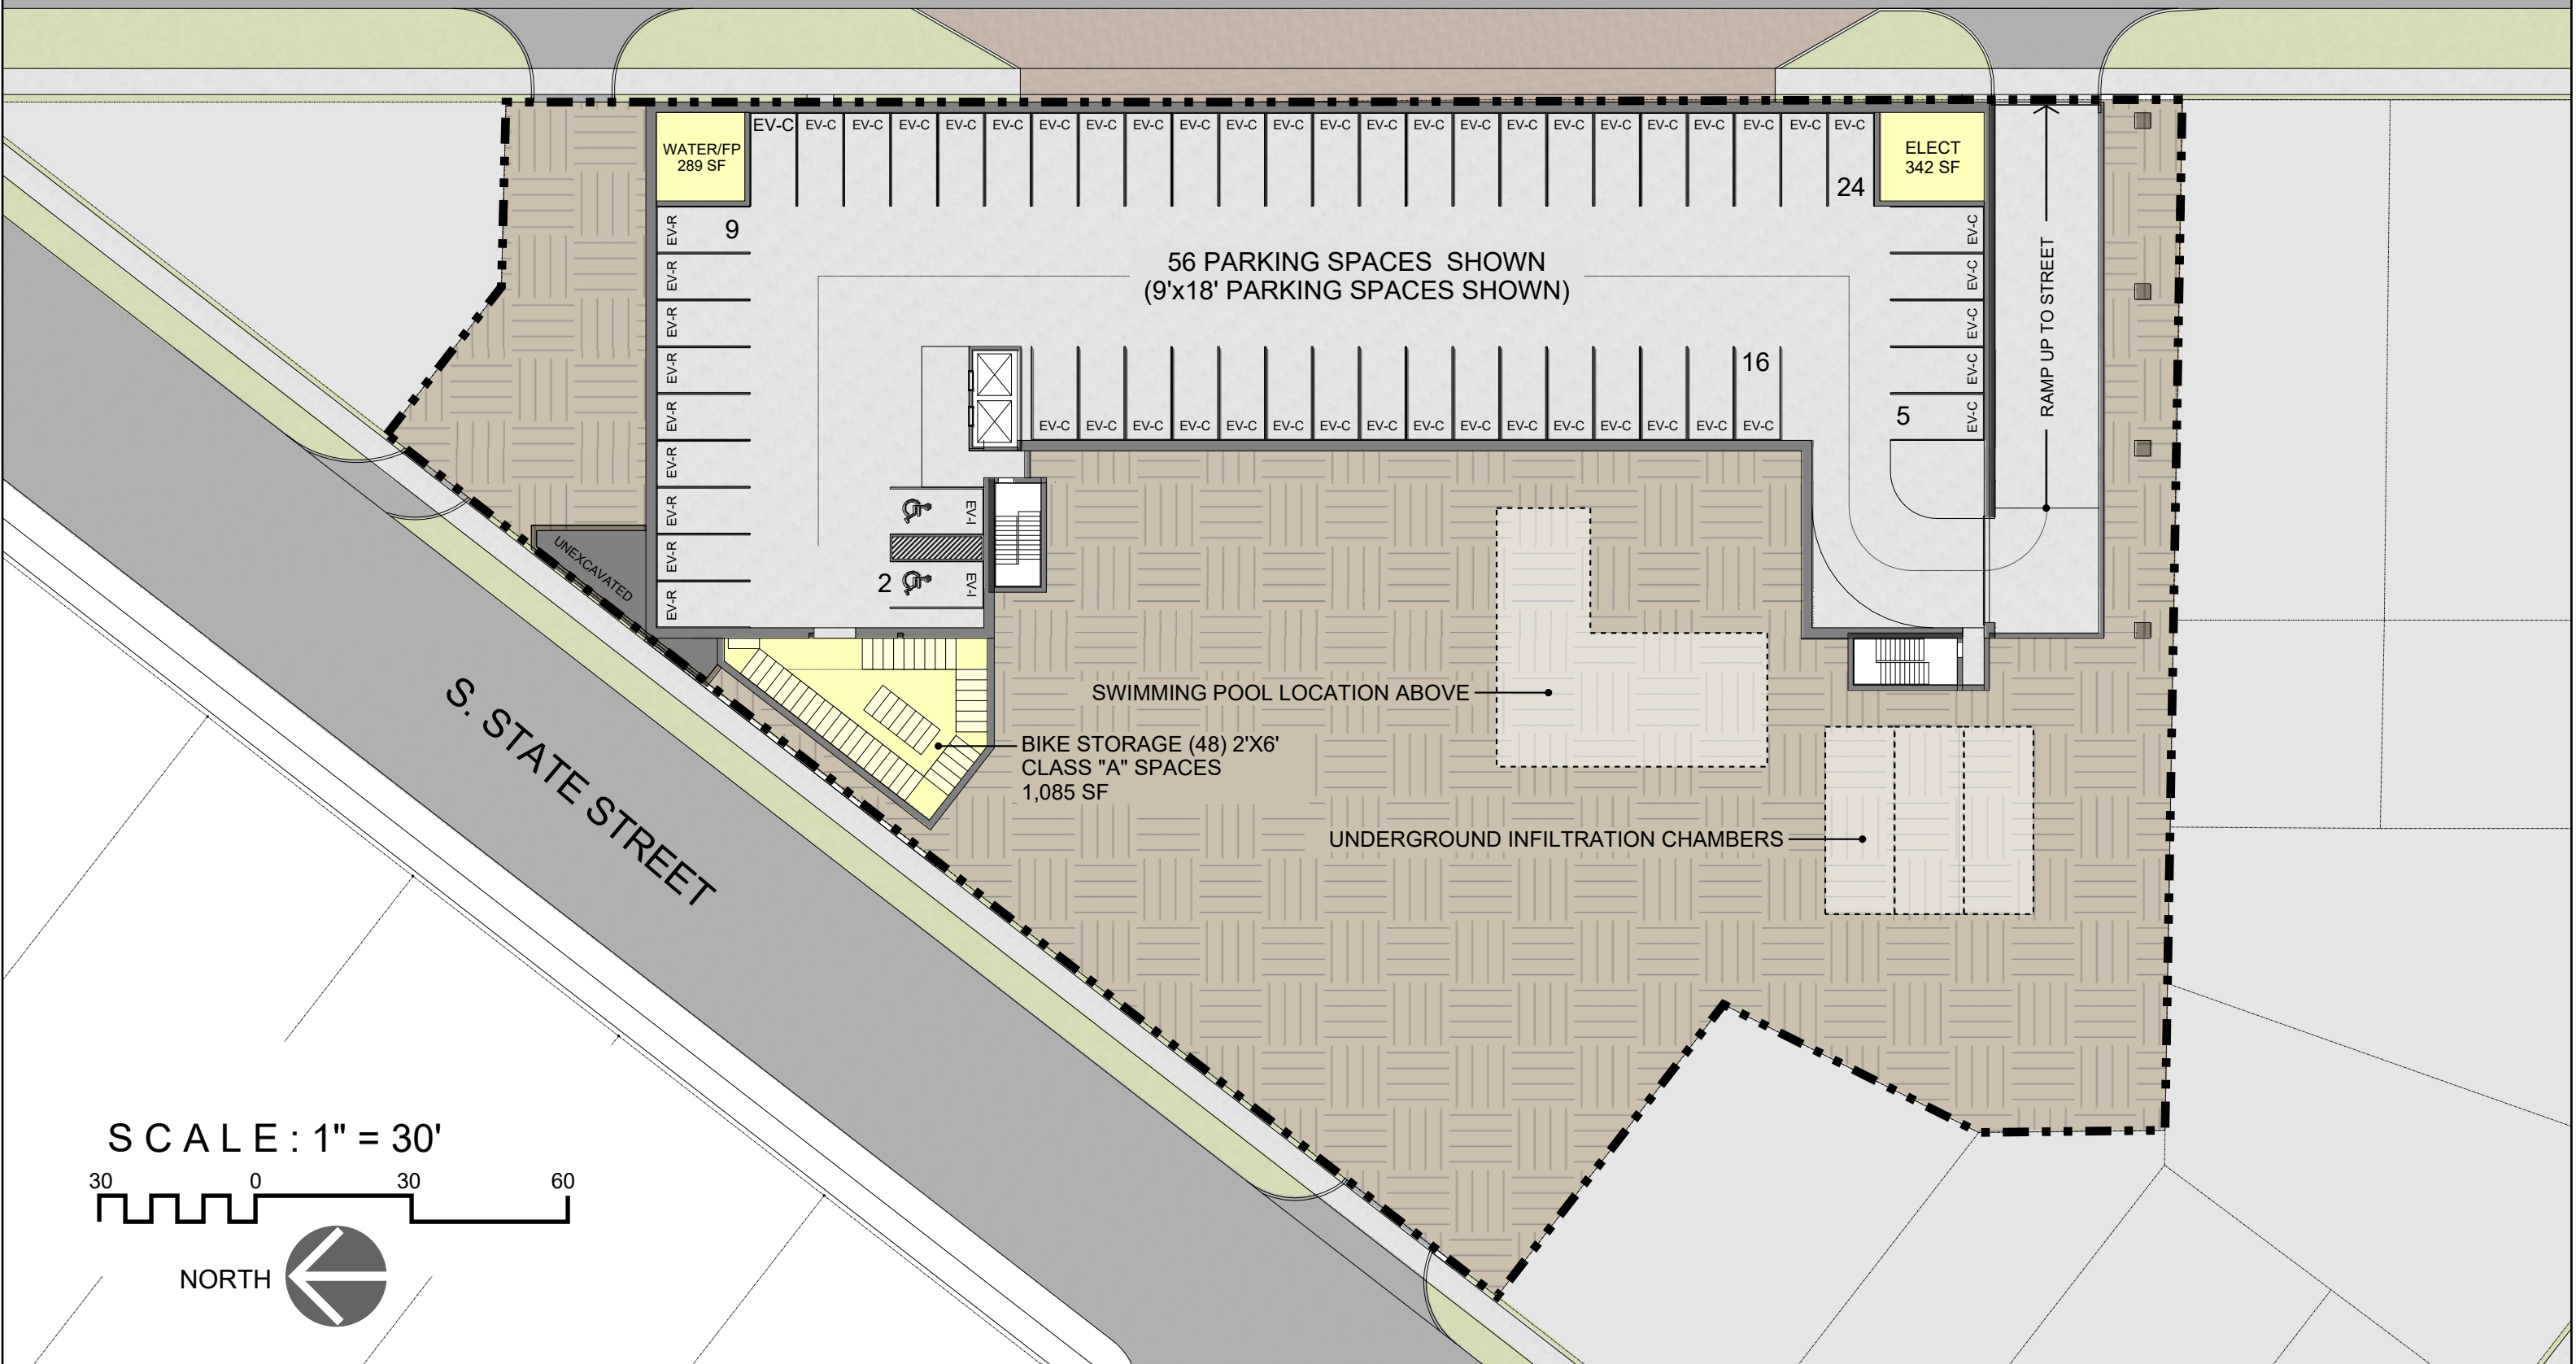 EV-C EV-C EV-C EV-C EV-C EV-C EV-C EV-C EV-C EV-C EV-C EV-C EV-C EV-C EV-C EV-C EV-C EV-C EV-C EV-C EV-C EV-C EV-C EV-C
WATER/FP
289 SF
ELECT
342 SF
24
9
EV-R
EV-R
EV-R
EV-R
EV-R
EV-R
EV-R
EV-R
EV-R
56 PARKING SPACES SHOWN
(9'x18' PARKING SPACES SHOWN)
EV-C
EV-C
EV-C
EV-C
EV-C
5
RAMP UP TO STREET
16
EV-C EV-C EV-C EV-C EV-C EV-C EV-C EV-C EV-C EV-C EV-C EV-C EV-C EV-C EV-C EV-C
EV-I
2
EV-I
UNEXCAVATED
S. STATE STREET
SWIMMING POOL LOCATION ABOVE
BIKE STORAGE (48) 2'X6'
CLASS "A" SPACES
1,085 SF
UNDERGROUND INFILTRATION CHAMBERS
SCALE: 1" = 30'
30 0 30 60
NORTH